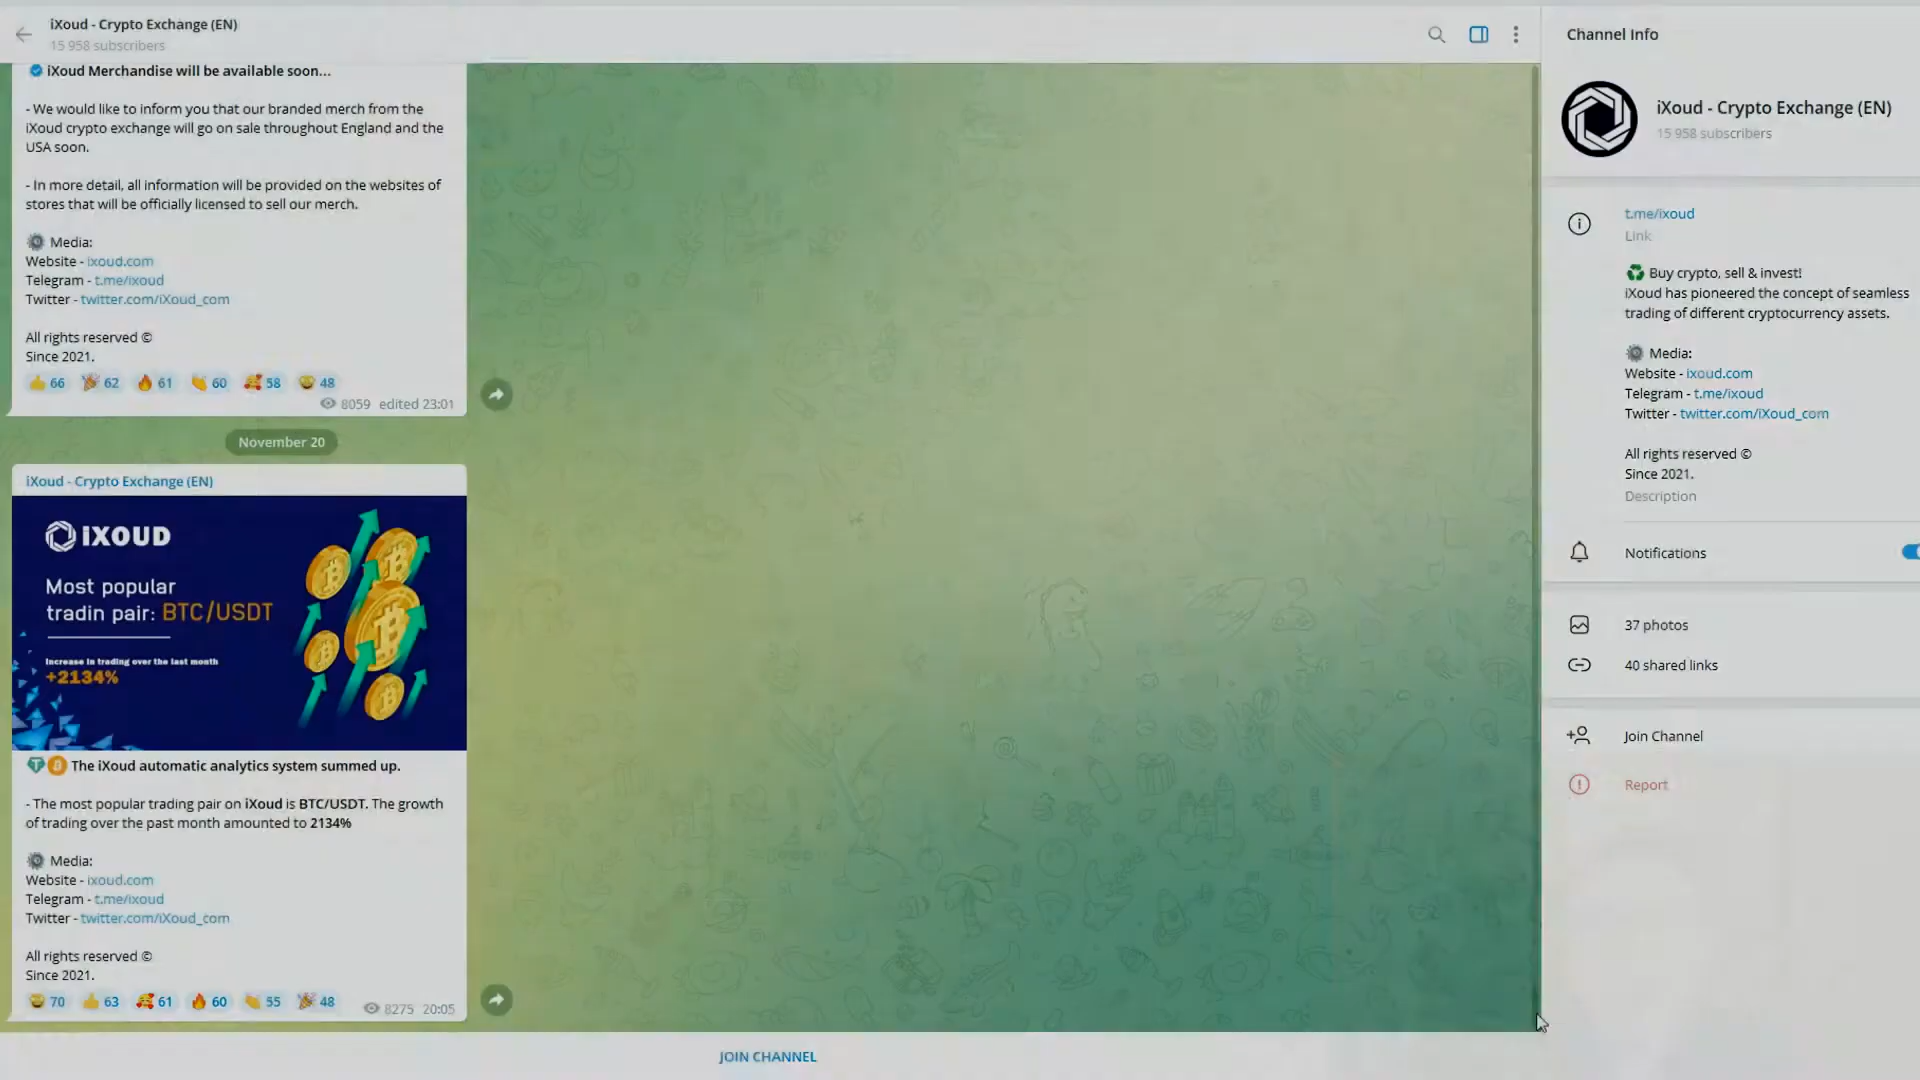 iXoud - Crypto Exchange (EN)
15 958 subscribers
iXoud Merchandise will be available soon...
- We would like to inform you that our branded merch from the
iXoud crypto exchange will go on sale throughout England and the
USA soon.
- In more detail, all information will be provided on the websites of
stores that will be officially licensed to sell our merch.
Media:
Website - ixoud.com
Telegram - t.me/ixoud
Twitter - twitter.com/iXoud_com
All rights reserved ©
Since 2021.
66 62 61 60 58 48
8059 edited 23:01
November 20
iXoud - Crypto Exchange (EN)
IXOUD
Most popular
tradin pair: BTC/USDT
Increase in trading over the last month
+2134%
The iXoud automatic analytics system summed up.
- The most popular trading pair on iXoud is BTC/USDT. The growth
of trading over the past month amounted to 2134%
Media:
Website - ixoud.com
Telegram - t.me/ixoud
Twitter - twitter.com/iXoud_com
All rights reserved ©
Since 2021.
70 63 61 60 55 48
8275 20:05
JOIN CHANNEL
Channel Info
iXoud - Crypto Exchange (EN)
15 958 subscribers
t.me/ixoud
Link
Buy crypto, sell & invest!
iXoud has pioneered the concept of seamless
trading of different cryptocurrency assets.
Media:
Website - ixoud.com
Telegram - t.me/ixoud
Twitter - twitter.com/iXoud_com
All rights reserved ©
Since 2021.
Description
Notifications
37 photos
40 shared links
Join Channel
Report